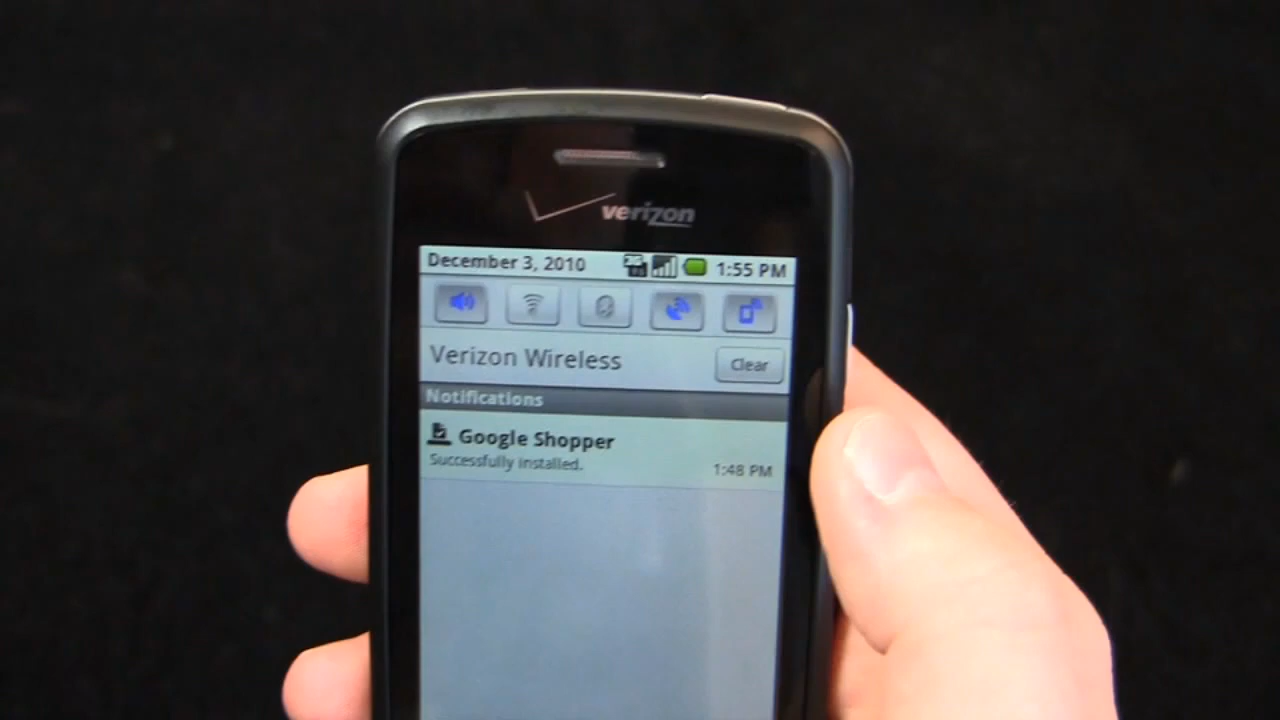 verizon
December 3, 2010 1:55 PM
Verizon Wireless Clear
Notifications
Google Shopper
Successfully installed. 1:48 PM